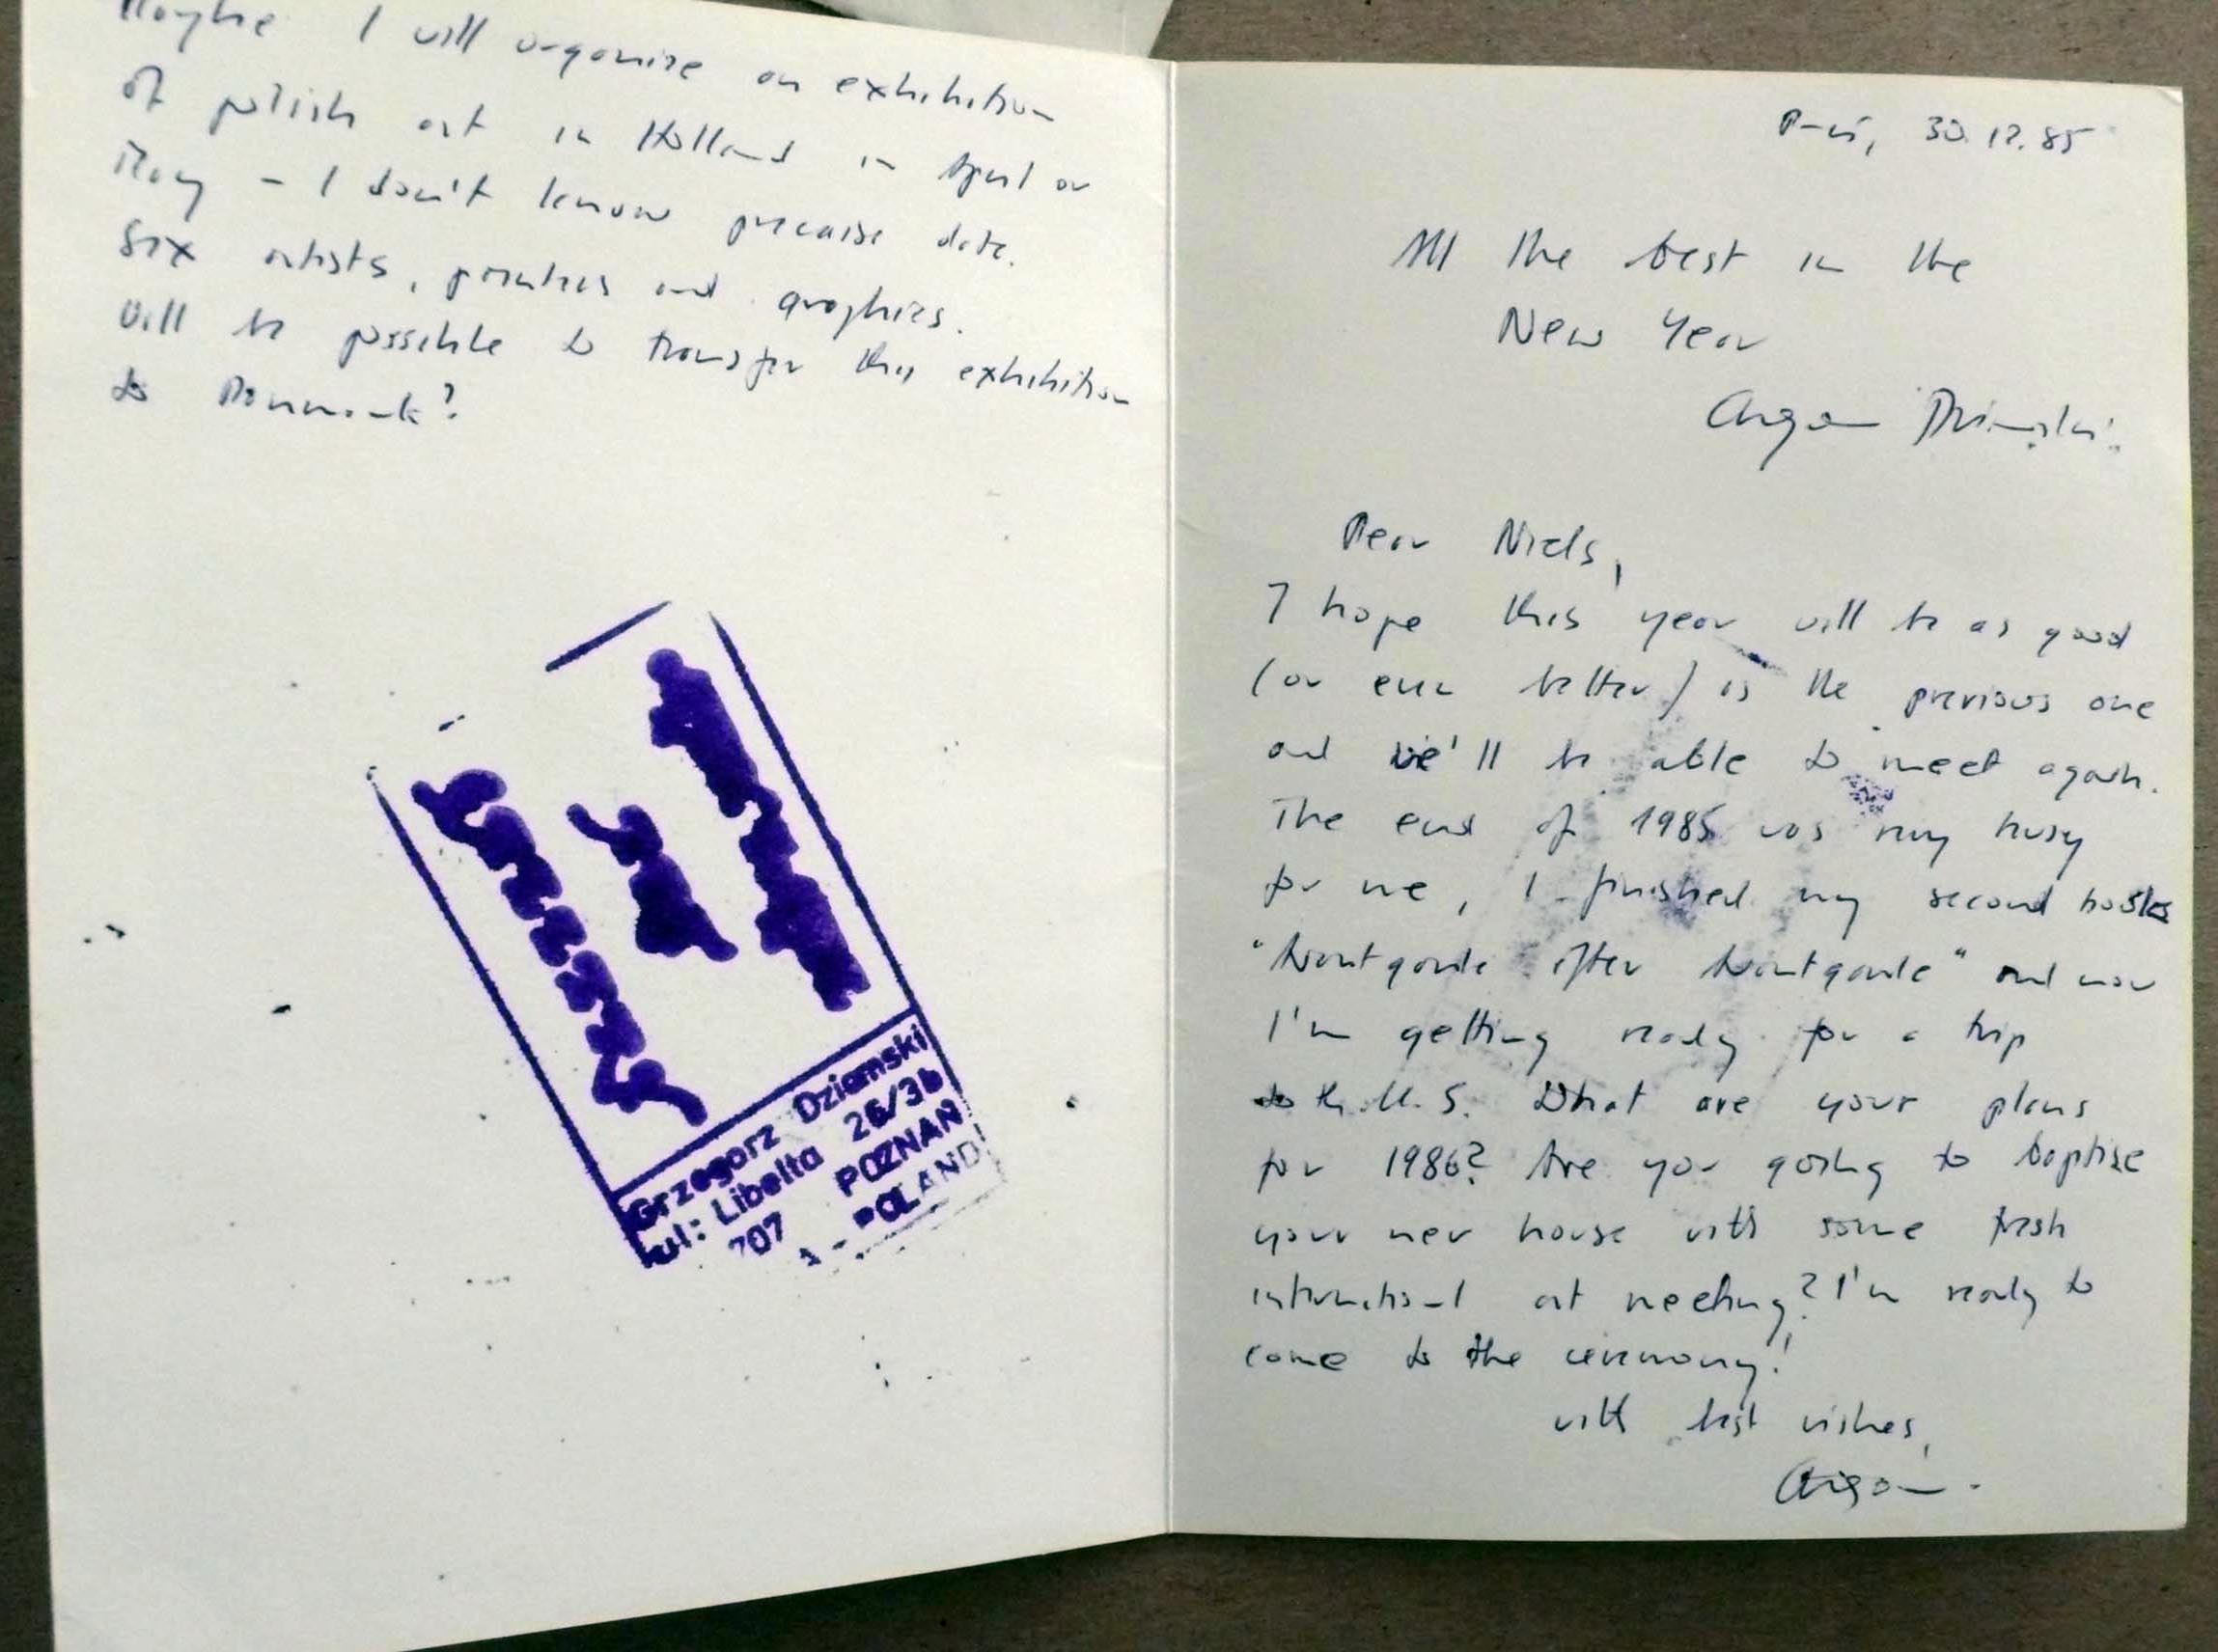 Maybe I will organize an exhibition
of polish art in Holland in April or
May - I don't know precise date.
Six artists, painters and graphics.
Will be possible to transfer this exhibition
to Denmark?
Grzegorz Dziamski
ul: Libelta 26/3b
POZNAŃ
POLAND
P-ań, 30.12.85
All the best in the
New Year
Dziamski
Dear Niels,
I hope this year will be as good
(or even better) as the previous one
and we'll be able to meet again.
The end of 1985 was very busy
for me, I finished my second books
"Avantgarde after Avantgarde" and now
I'm getting ready for a trip
to the U.S. What are your plans
for 1986? Are you going to baptise
your new house with some fresh
international art meeting? I'm ready to
come to the ceremony!
with best wishes,